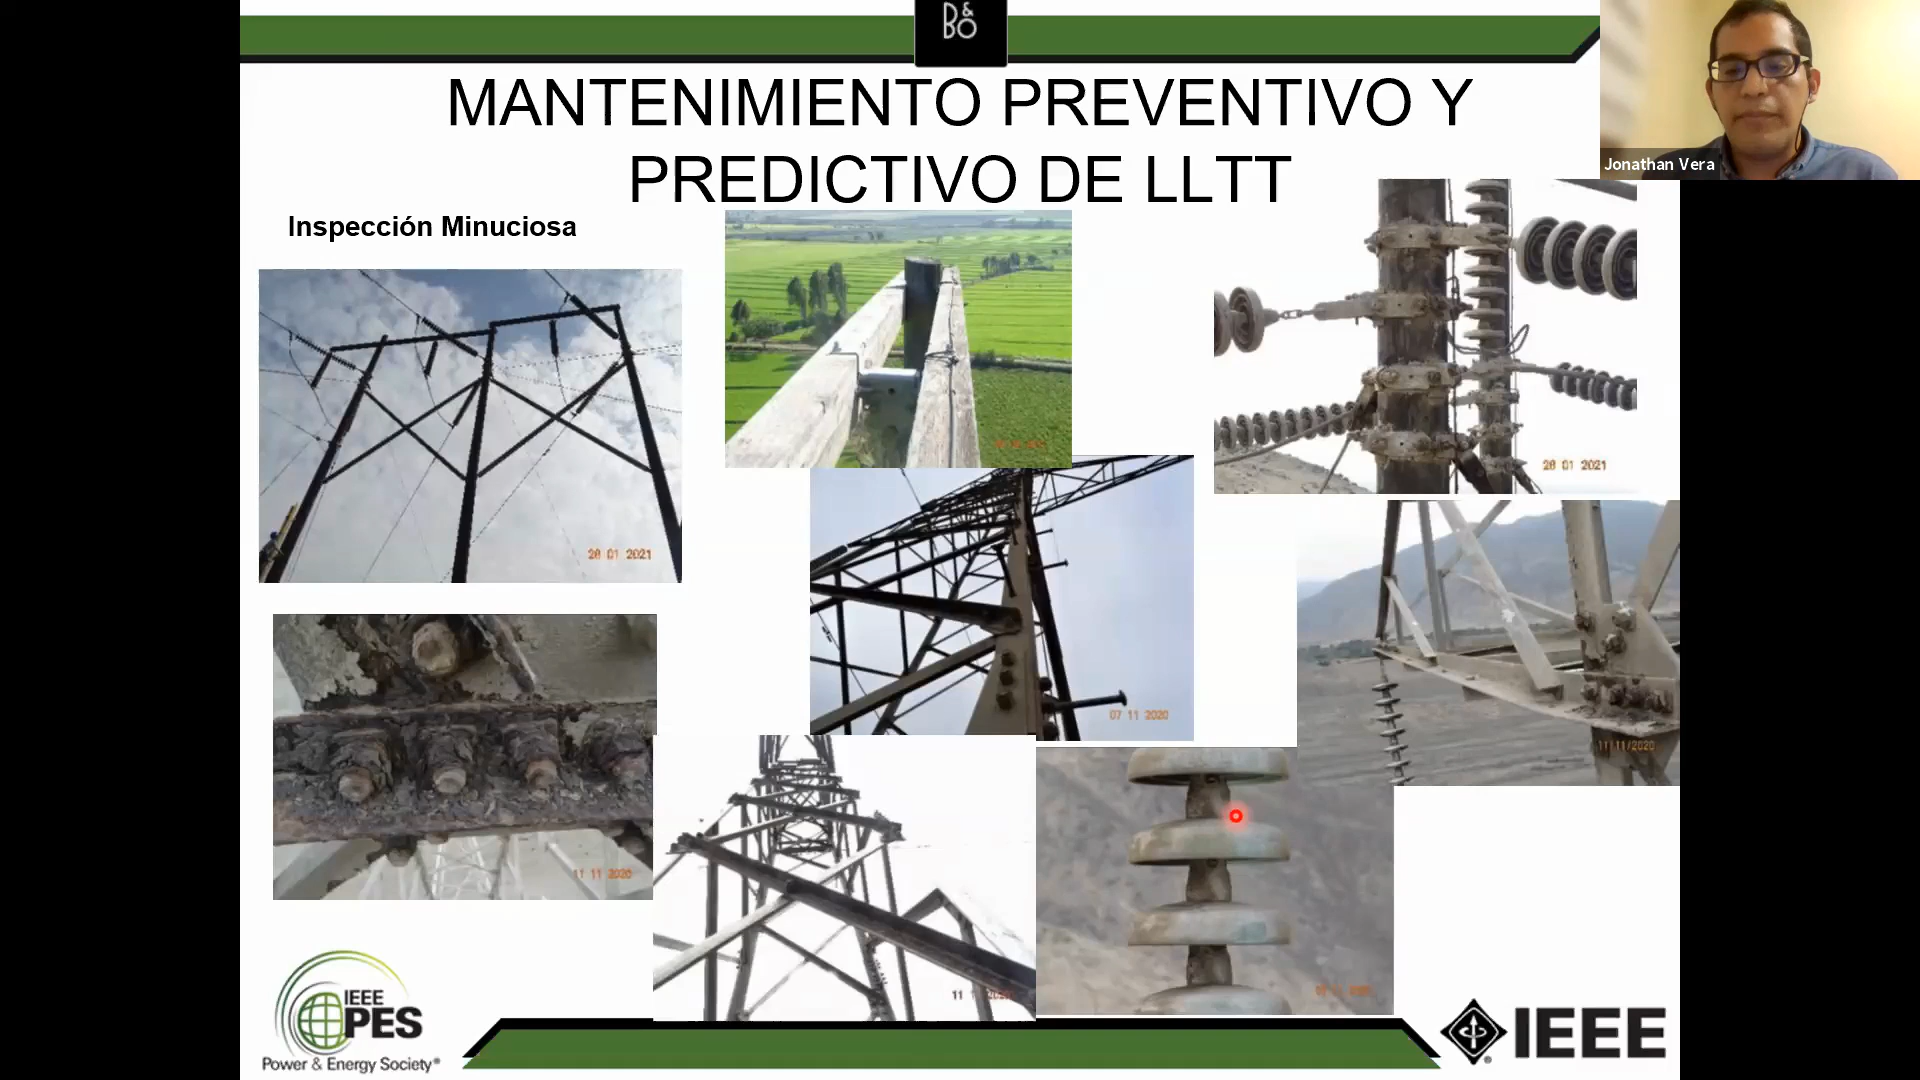 B&O
MANTENIMIENTO PREVENTIVO Y
PREDICTIVO DE LLTT
Jonathan Vera
Inspección Minuciosa
28 01 2021
28 01 2021
07 11 2020
11/11/2020
11 11 2020
IEEE
PES
Power & Energy Society®
IEEE